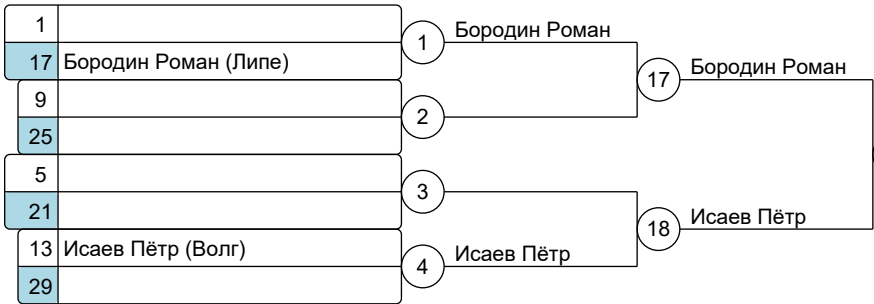 1
17 Бородин Роман (Липе)
1
Бородин Роман
9
25
2
17
Бородин Роман
5
21
3
13 Исаев Пётр (Волг)
29
4
Исаев Пётр
18
Исаев Пётр